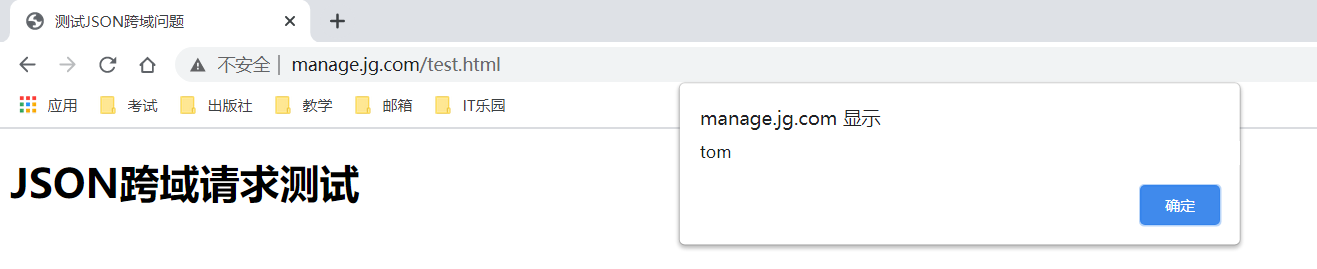 测试JSON跨域问题
不安全 | manage.jg.com/test.html
应用 考试 出版社 教学 邮箱 IT乐园
manage.jg.com 显示
tom
确定
JSON跨域请求测试